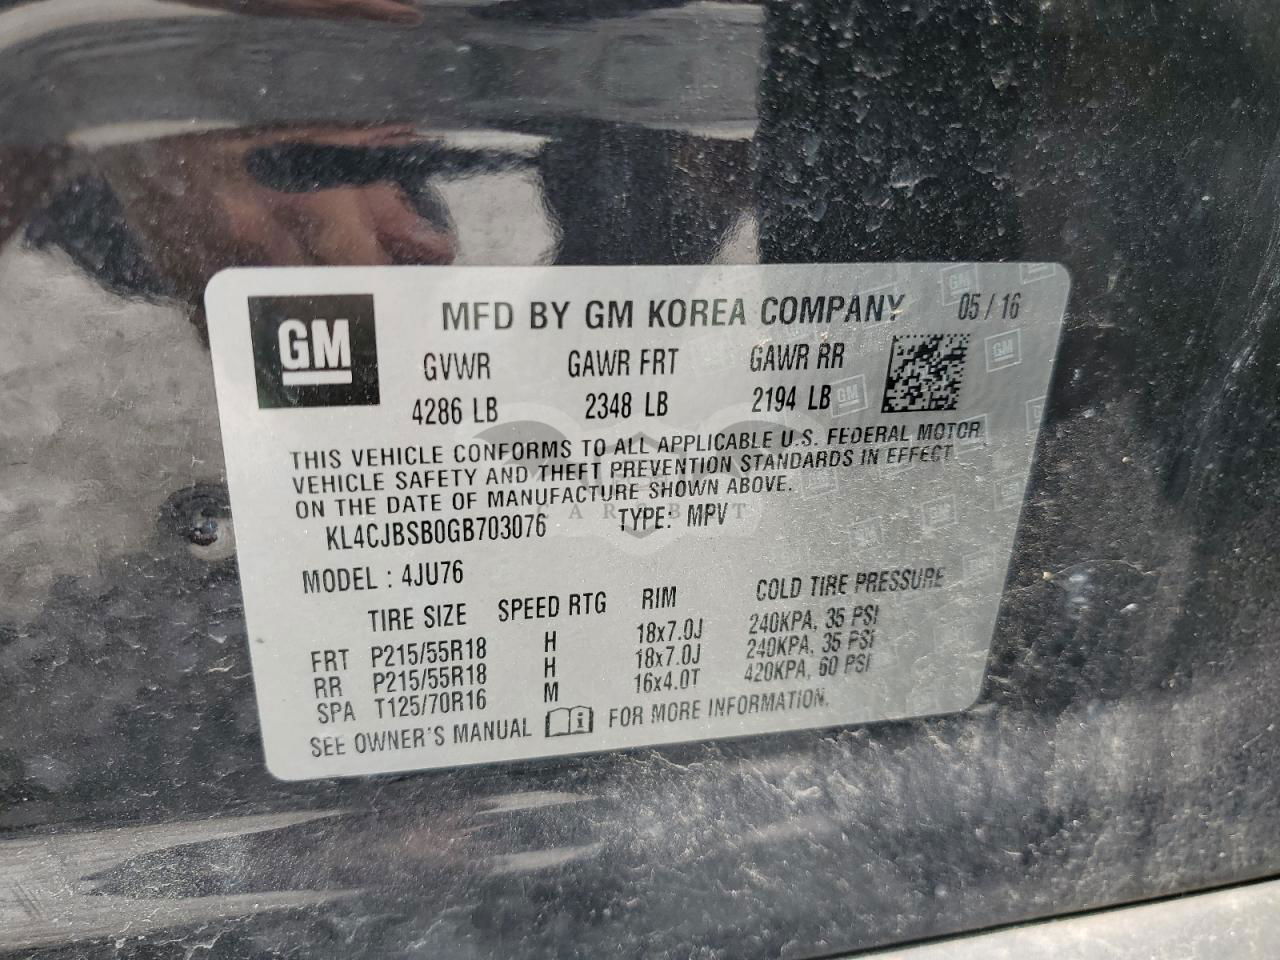 GM MFD BY GM KOREA COMPANY 05/16
GVWR GAWR FRT GAWR RR
4286 LB 2348 LB 2194 LB
GM
GM
GM
THIS VEHICLE CONFORMS TO ALL APPLICABLE U.S. FEDERAL MOTOR
VEHICLE SAFETY AND THEFT PREVENTION STANDARDS IN EFFECT
ON THE DATE OF MANUFACTURE SHOWN ABOVE.
KL4CJBSB0GB703076 TYPE: MPV
MODEL : 4JU76
TIRE SIZE SPEED RTG RIM COLD TIRE PRESSURE
FRT P215/55R18 H 18x7.0J 240KPA, 35 PSI
RR P215/55R18 H 18x7.0J 240KPA, 35 PSI
SPA T125/70R16 M 16x4.0T 420KPA, 60 PSI
SEE OWNER'S MANUAL FOR MORE INFORMATION.